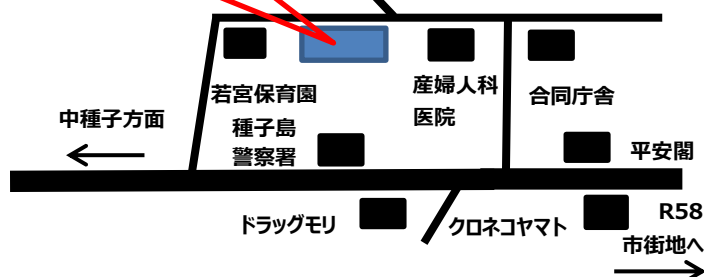 若宮保育園
産婦人科
医院
合同庁舎
中種子方面
種子島
警察署
平安閣
ドラッグモリ
クロネコヤマト
R58
市街地へ